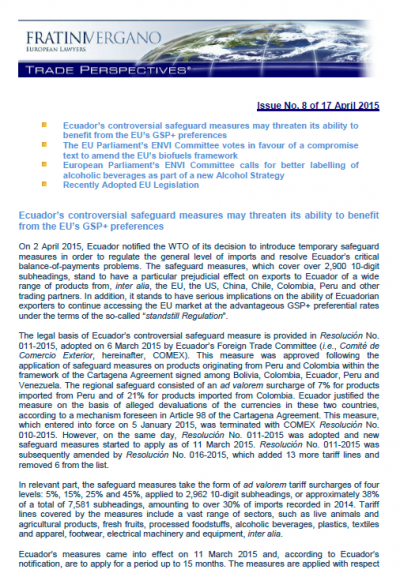 FRATINIVERGANO
EUROPEAN LAWYERS
TRADE PERSPECTIVES®
Issue No. 8 of 17 April 2015
Ecuador's controversial safeguard measures may threaten its ability to
benefit from the EU's GSP+ preferences
The EU Parliament's ENVI Committee votes in favour of a compromise
text to amend the EU's biofuels framework
European Parliament's ENVI Committee calls for better labelling of
alcoholic beverages as part of a new Alcohol Strategy
Recently Adopted EU Legislation
Ecuador's controversial safeguard measures may threaten its ability to benefit
from the EU's GSP+ preferences
On 2 April 2015, Ecuador notified the WTO of its decision to introduce temporary safeguard
measures in order to regulate the general level of imports and resolve Ecuador's critical
balance-of-payments problems. The safeguard measures, which cover over 2,900 10-digit
subheadings, stand to have a particular prejudicial effect on exports to Ecuador of a wide
range of products from, inter alia, the EU, the US, China, Chile, Colombia, Peru and other
trading partners. In addition, it stands to have serious implications on the ability of Ecuadorian
exporters to continue accessing the EU market at the advantageous GSP+ preferential rates
under the terms of the so-called "standstill Regulation".
The legal basis of Ecuador's controversial safeguard measure is provided in Resolución No.
011-2015, adopted on 6 March 2015 by Ecuador's Foreign Trade Committee (i.e., Comité de
Comercio Exterior, hereinafter, COMEX). This measure was approved following the
application of safeguard measures on products originating from Peru and Colombia within the
framework of the Cartagena Agreement signed among Bolivia, Colombia, Ecuador, Peru and
Venezuela. The regional safeguard consisted of an ad valorem surcharge of 7% for products
imported from Peru and of 21% for products imported from Colombia. Ecuador justified the
measure on the basis of alleged devaluations of the currencies in these two countries,
according to a mechanism foreseen in Article 98 of the Cartagena Agreement. This measure,
which entered into force on 5 January 2015, was terminated with COMEX Resolución No.
010-2015. However, on the same day, Resolución No. 011-2015 was adopted and new
safeguard measures started to apply as of 11 March 2015. Resolución No. 011-2015 was
subsequently amended by Resolución No. 016-2015, which added 13 more tariff lines and
removed 6 from the list.
In relevant part, the safeguard measures take the form of ad valorem tariff surcharges of four
levels: 5%, 15%, 25% and 45%, applied to 2,962 10-digit subheadings, or approximately 38%
of a total of 7,581 subheadings, amounting to over 30% of imports recorded in 2014. Tariff
lines covered by the measures include a vast range of sectors, such as live animals and
agricultural products, fresh fruits, processed foodstuffs, alcoholic beverages, plastics, textiles
and apparel, footwear, electrical machinery and equipment, inter alia.
Ecuador's measures came into effect on 11 March 2015 and, according to Ecuador's
notification, are to apply for a period up to 15 months. The measures are applied with respect